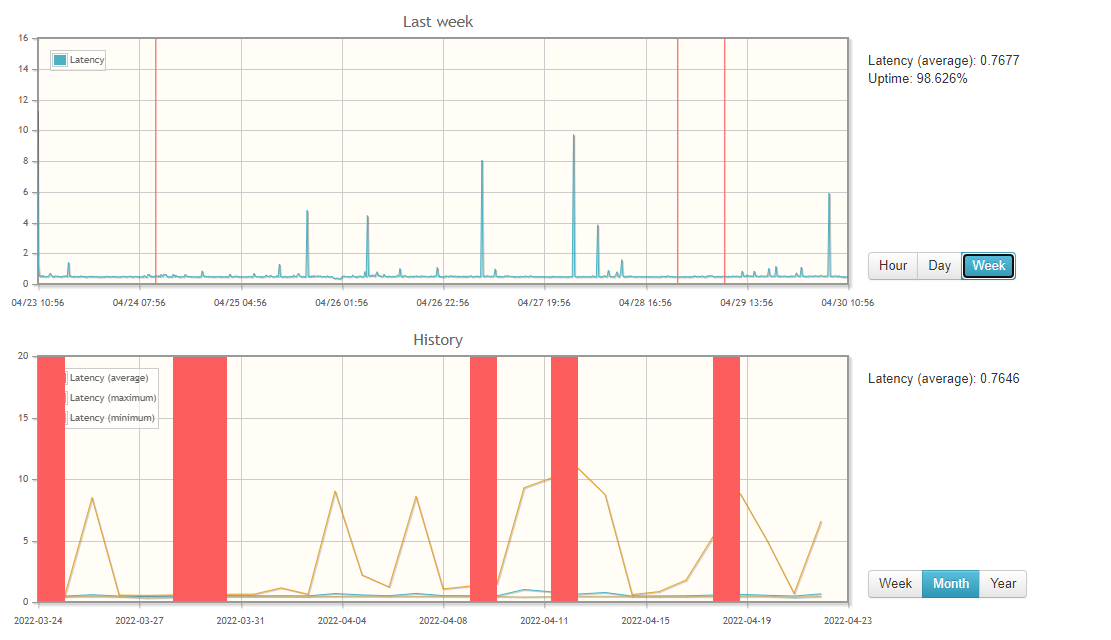 Last week
16
14
12
10
8
6
4
2
0
Latency
04/23 10:56
04/24 07:56
04/25 04:56
04/26 01:56
04/26 22:56
04/27 19:56
04/28 16:56
04/29 13:56
04/30 10:56
Latency (average): 0.7677
Uptime: 98.626%
Hour Day Week
History
20
15
10
5
0
Latency (average)
Latency (maximum)
Latency (minimum)
2022-03-24
2022-03-27
2022-03-31
2022-04-04
2022-04-08
2022-04-11
2022-04-15
2022-04-19
2022-04-23
Latency (average): 0.7646
Week Month Year